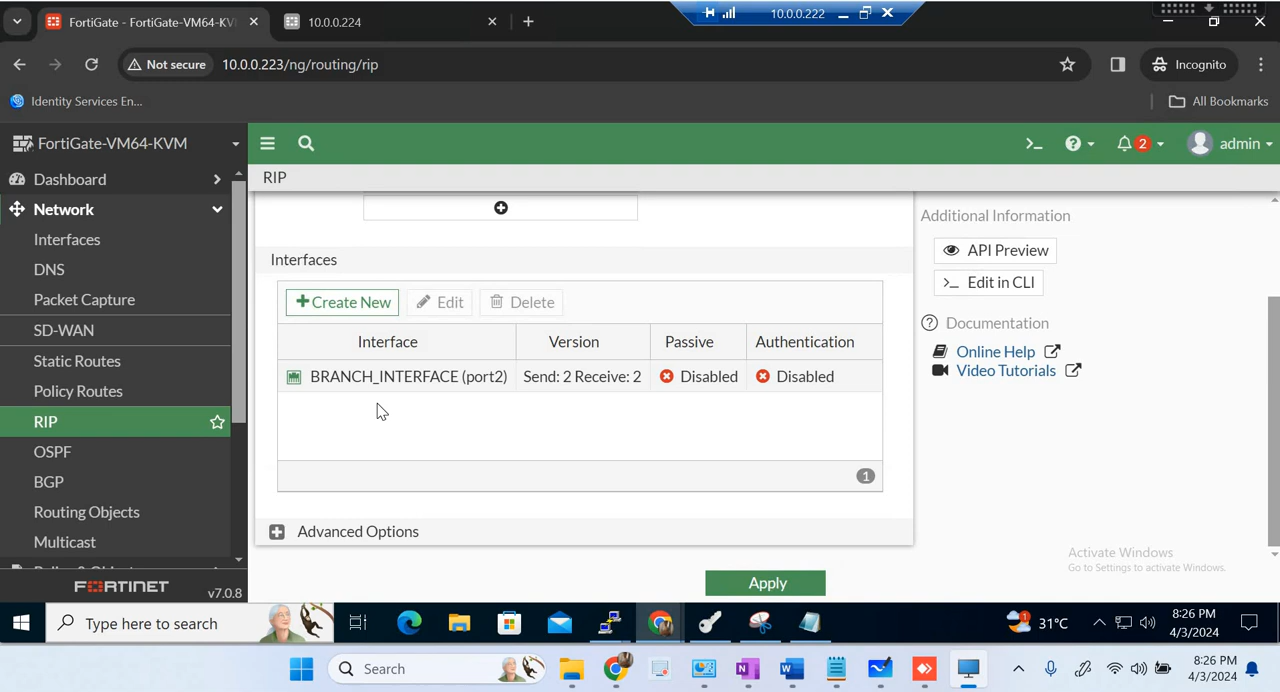 FortiGate - FortiGate-VM64-KV
10.0.0.224
10.0.0.222
Not secure
10.0.0.223/ng/routing/rip
Incognito
Identity Services En...
All Bookmarks
FortiGate-VM64-KVM
2
admin
Dashboard
Network
Interfaces
DNS
Packet Capture
SD-WAN
Static Routes
Policy Routes
RIP
OSPF
BGP
Routing Objects
Multicast
FORTINET
v7.0.8
RIP
Interfaces
Create New
Edit
Delete
Interface Version Passive Authentication
BRANCH_INTERFACE (port2) Send: 2 Receive: 2 Disabled Disabled
1
Advanced Options
Apply
Additional Information
API Preview
Edit in CLI
Documentation
Online Help
Video Tutorials
Activate Windows
Go to Settings to activate Windows.
Type here to search
1
31°C
8:26 PM
4/3/2024
Search
8:26 PM
4/3/2024